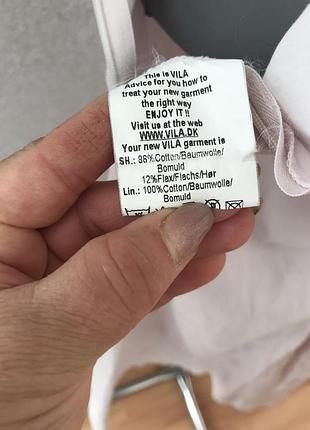 This is VILA
Advice for you how to
treat your new garment
the right way
ENJOY IT !!
Visit us at the web
WWW.VILA.DK
Your new VILA garment is
SH.: 88%Cotton/Baumwolle/
Bomuld
12%Flax/Flachs/Hør
Lin.: 100%Cotton/Baumwolle/
Bomuld